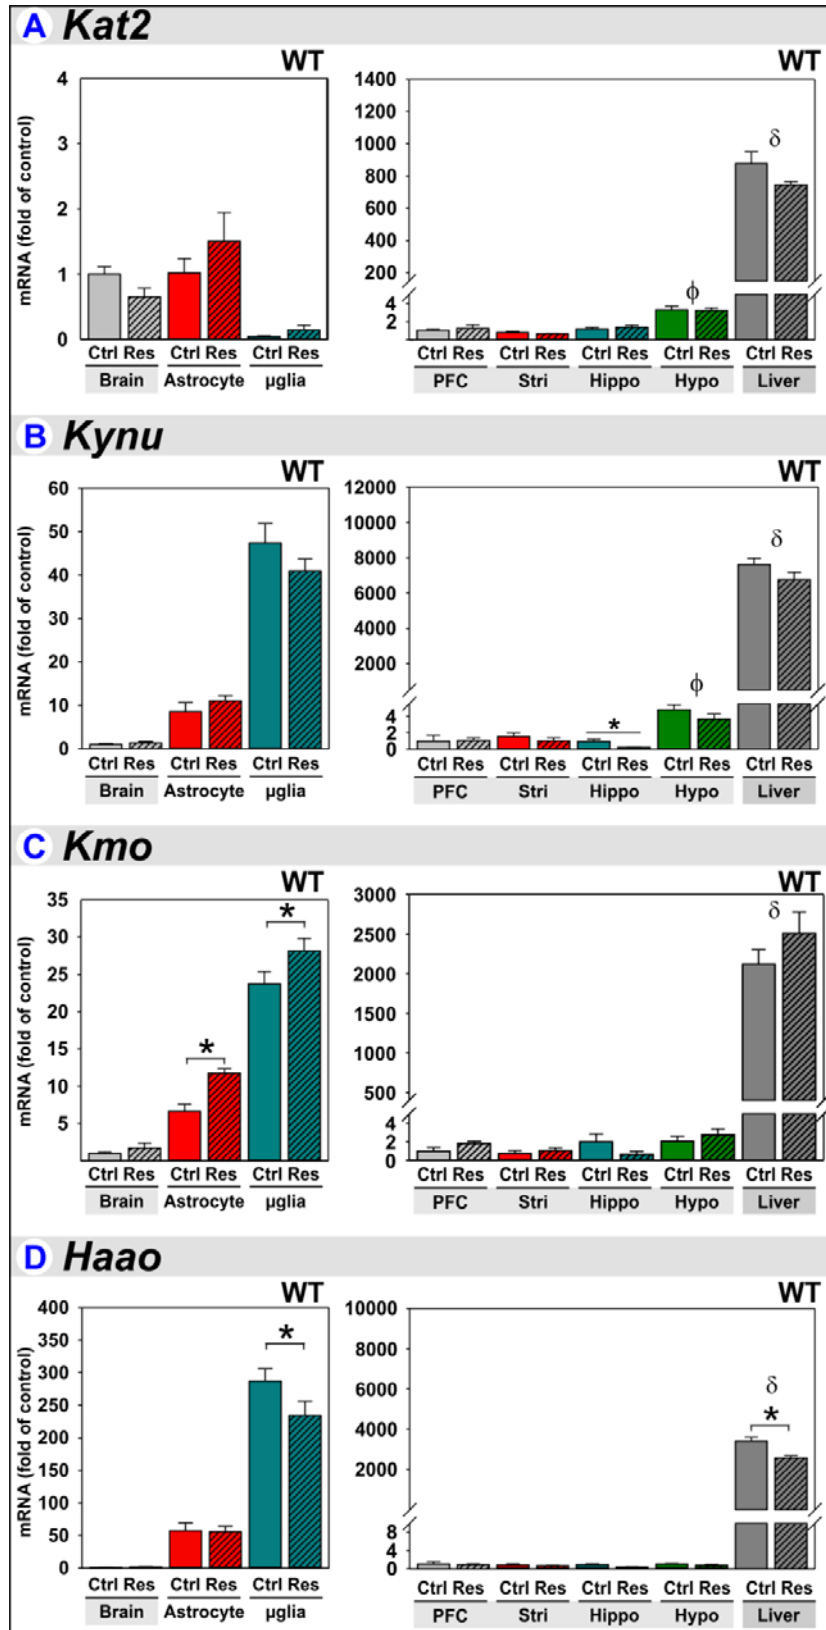 A Kat2
WT
WT
mRNA (fold of control)
4
3
2
1
0
1400
1200
1000
800
600
400
200
4
2
ϕ
δ
Ctrl Res Ctrl Res Ctrl Res
Brain Astrocyte µglia
Ctrl Res Ctrl Res Ctrl Res Ctrl Res Ctrl Res
PFC Stri Hippo Hypo Liver
B Kynu
WT
WT
mRNA (fold of control)
60
50
40
30
20
10
0
12000
10000
8000
6000
4000
2000
4
2
0
*
ϕ
δ
Ctrl Res Ctrl Res Ctrl Res
Brain Astrocyte µglia
Ctrl Res Ctrl Res Ctrl Res Ctrl Res Ctrl Res
PFC Stri Hippo Hypo Liver
C Kmo
WT
WT
mRNA (fold of control)
35
30
25
20
15
10
5
*
*
3000
2500
2000
1500
1000
500
4
2
0
δ
Ctrl Res Ctrl Res Ctrl Res
Brain Astrocyte µglia
Ctrl Res Ctrl Res Ctrl Res Ctrl Res Ctrl Res
PFC Stri Hippo Hypo Liver
D Haao
WT
WT
mRNA (fold of control)
400
350
300
250
200
150
100
50
0
*
10000
8000
6000
4000
2000
8
4
0
δ
*
Ctrl Res Ctrl Res Ctrl Res
Brain Astrocyte µglia
Ctrl Res Ctrl Res Ctrl Res Ctrl Res Ctrl Res
PFC Stri Hippo Hypo Liver